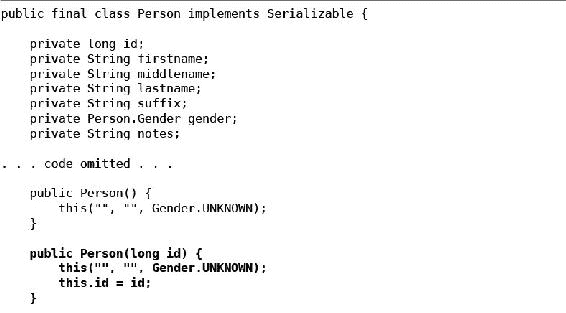 public final class Person implements Serializable {
private long id;
private String firstname;
private String middlename;
private String lastname;
private String suffix;
private Person.Gender gender;
private String notes;
. . . code omitted . . .
public Person() {
this("", "", Gender.UNKNOWN);
}
public Person(long id) {
this("", "", Gender.UNKNOWN);
this.id = id;
}